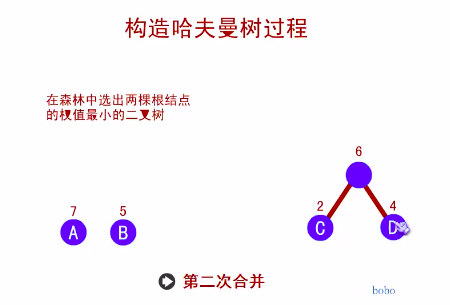 构造哈夫曼树过程
在森林中选出两棵根结点
的权值最小的二叉树
6
7 5 2 4
A B C D
第二次合并
bobo